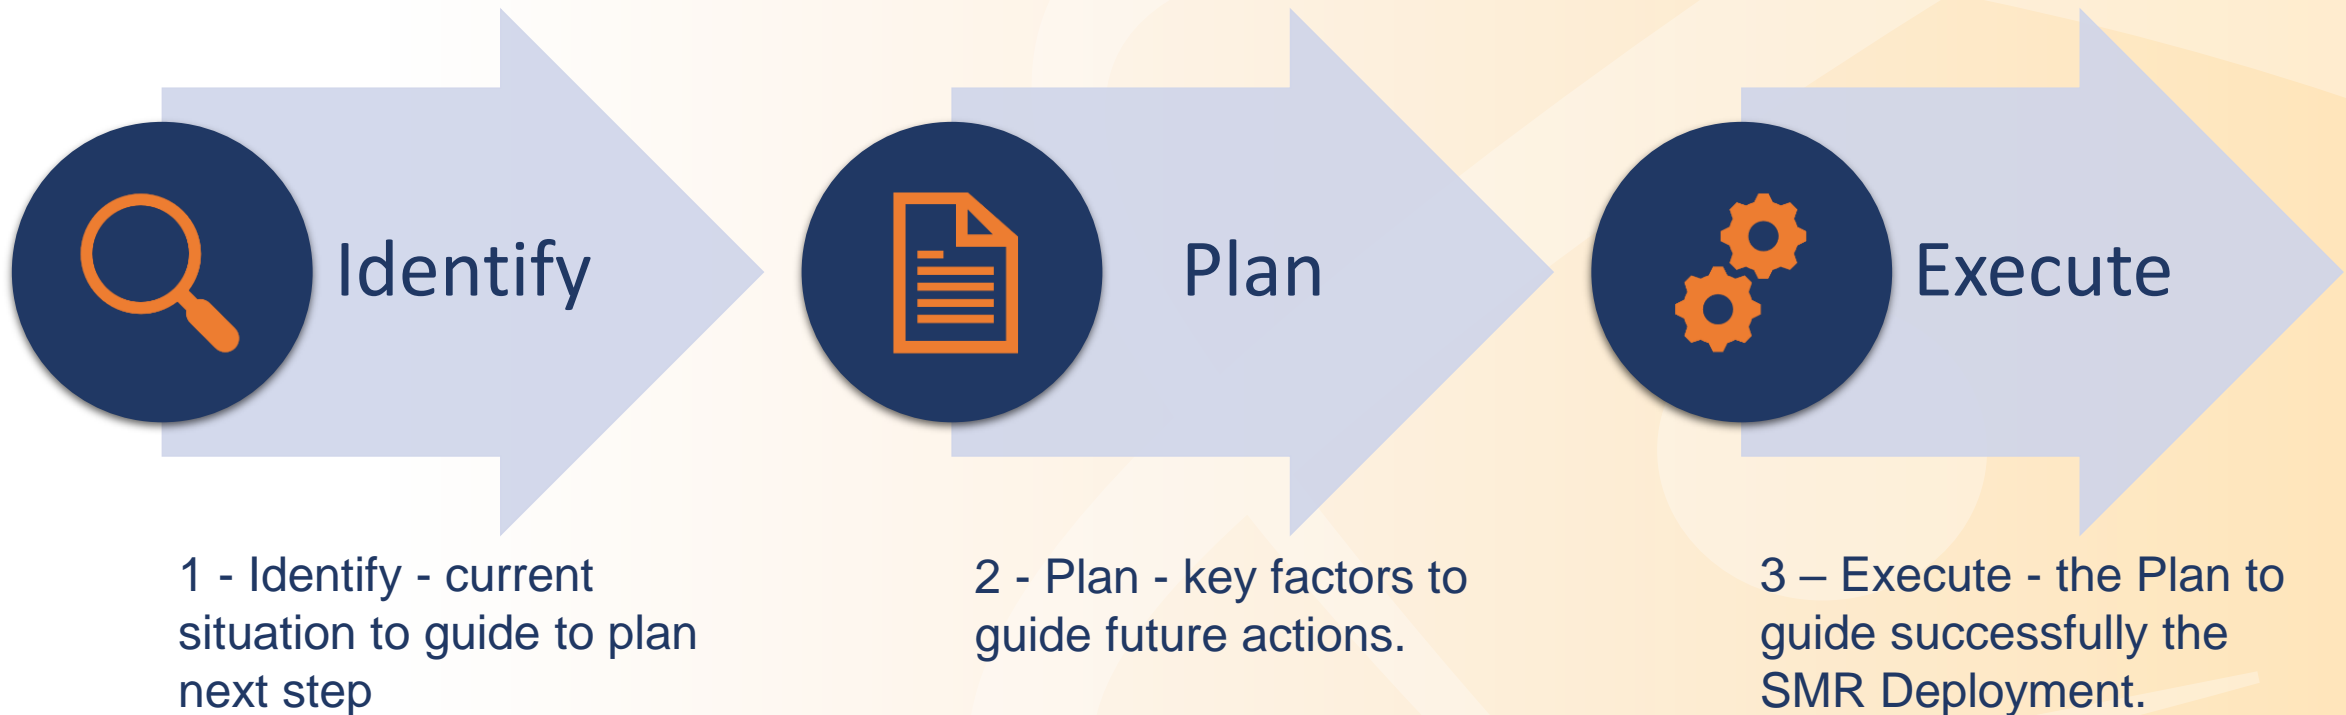 Identify
Plan
Execute
1 - Identify - current
situation to guide to plan
next step
2 - Plan - key factors to
guide future actions.
3 – Execute - the Plan to
guide successfully the
SMR Deployment.